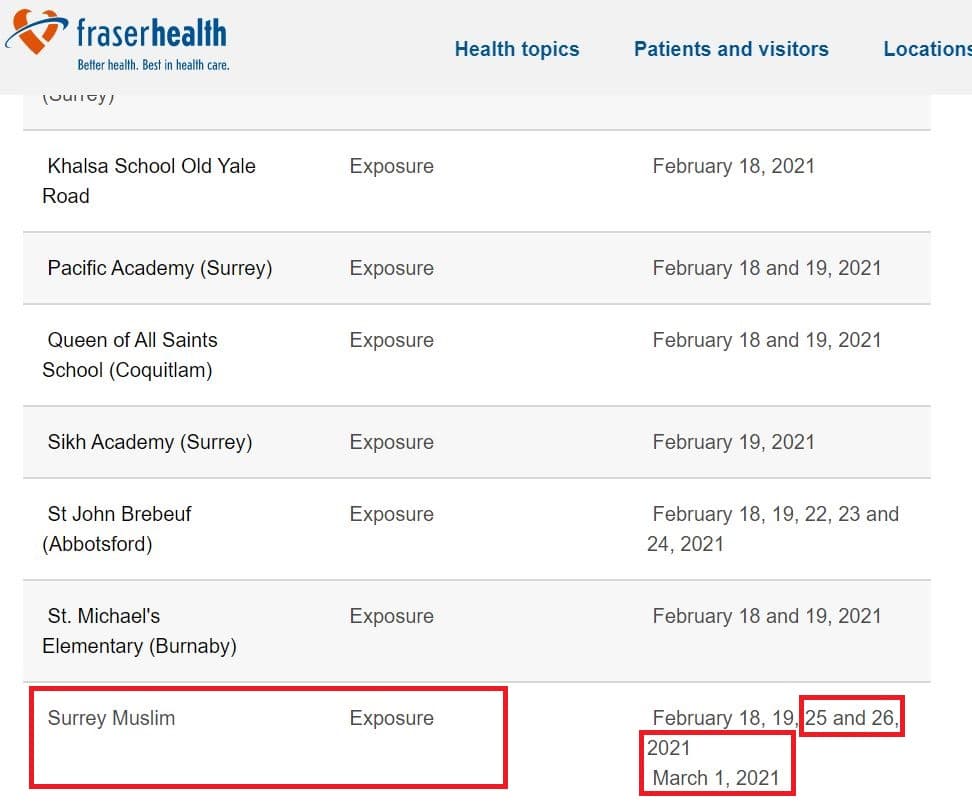 fraserhealth
Better health. Best in health care.
Health topics Patients and visitors Locations
(Surrey)
Khalsa School Old Yale Exposure February 18, 2021
Road
Pacific Academy (Surrey) Exposure February 18 and 19, 2021
Queen of All Saints Exposure February 18 and 19, 2021
School (Coquitlam)
Sikh Academy (Surrey) Exposure February 19, 2021
St John Brebeuf Exposure February 18, 19, 22, 23 and
(Abbotsford) 24, 2021
St. Michael's Exposure February 18 and 19, 2021
Elementary (Burnaby)
Surrey Muslim Exposure February 18, 19, 25 and 26,
2021
March 1, 2021